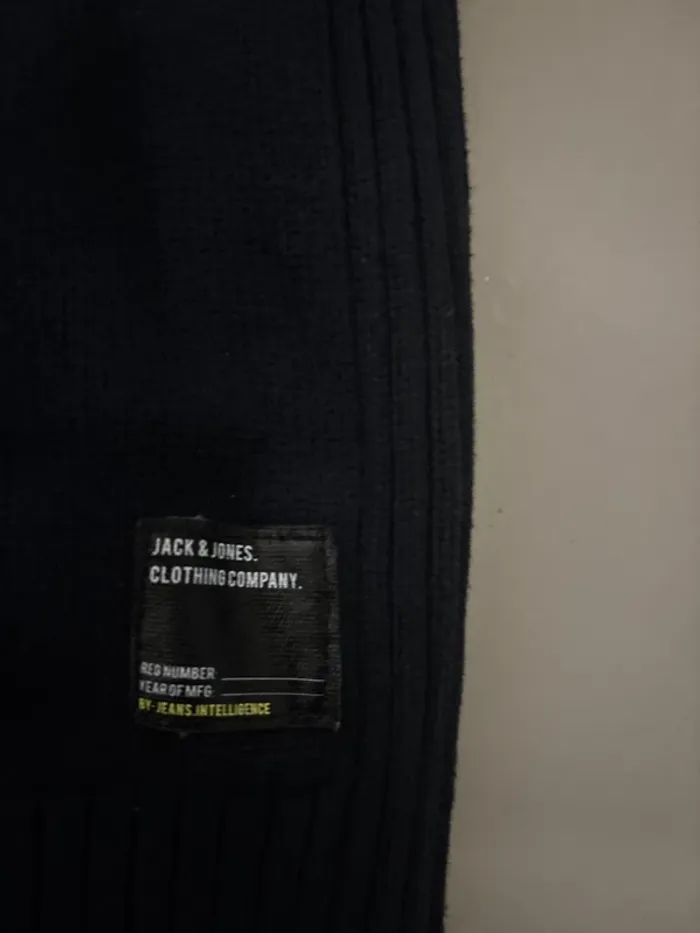 JACK & JONES.
CLOTHING COMPANY.
REG NUMBER
YEAR OF MFG
BY-JEANS.INTELLIGENCE